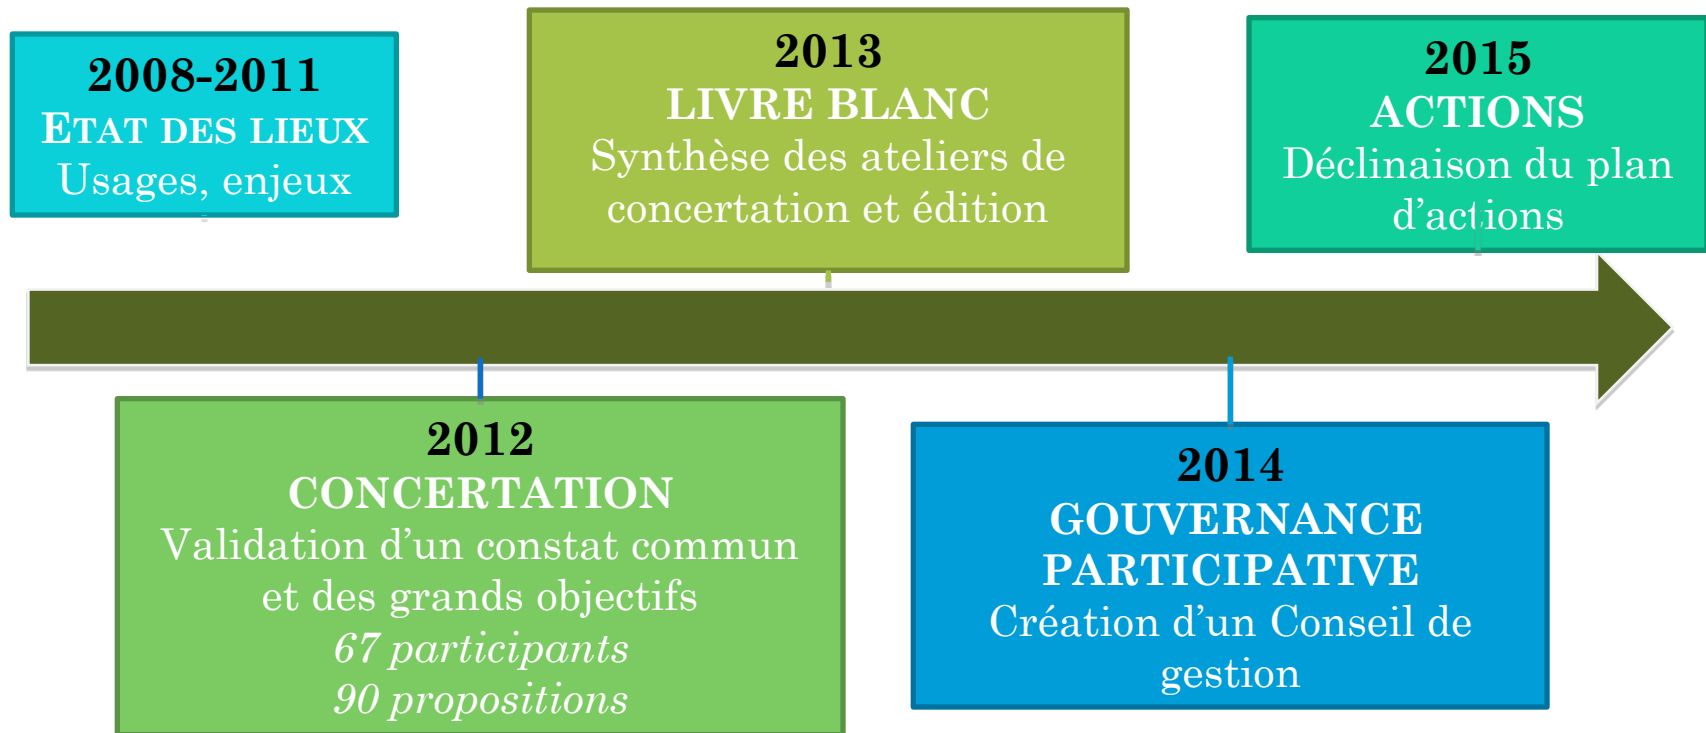 2008-2011
ETAT DES LIEUX
Usages, enjeux
2013
LIVRE BLANC
Synthèse des ateliers de
concertation et édition
2015
ACTIONS
Déclinaison du plan
d'actions
2012
CONCERTATION
Validation d'un constat commun
et des grands objectifs
67 participants
90 propositions
2014
GOUVERNANCE
PARTICIPATIVE
Création d'un Conseil de
gestion